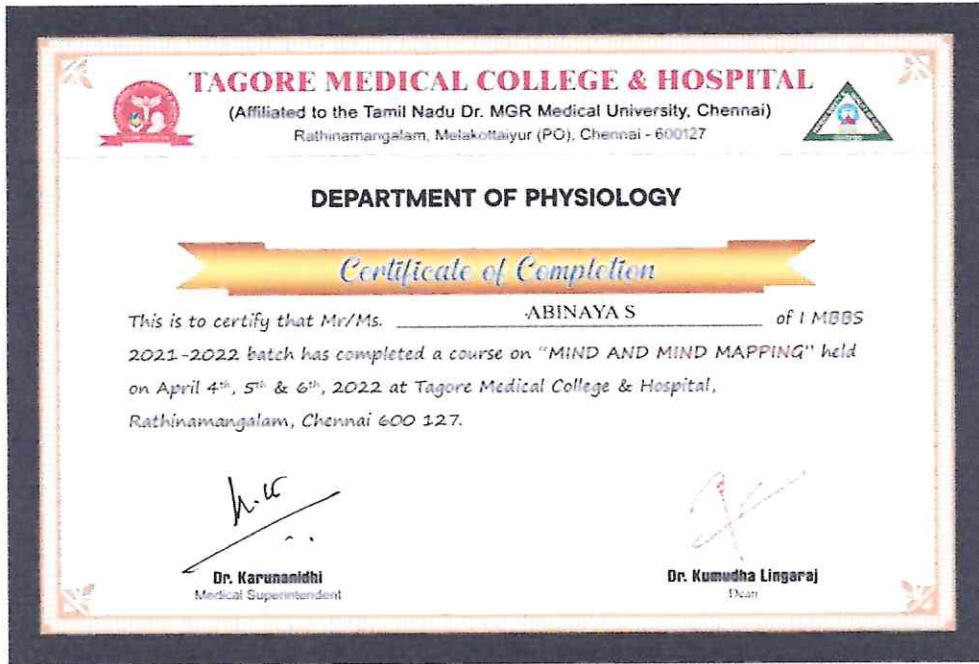 TAGORE MEDICAL COLLEGE & HOSPITAL
(Affiliated to the Tamil Nadu Dr. MGR Medical University, Chennai)
Rathinamangalam, Melakottaiyur (PO), Chennai - 600127
DEPARTMENT OF PHYSIOLOGY
Certificate of Completion
This is to certify that Mr/Ms. ABINAYA S of I MBBS
2021-2022 batch has completed a course on "MIND AND MIND MAPPING" held
on April 4th, 5th & 6th, 2022 at Tagore Medical College & Hospital,
Rathinamangalam, Chennai 600 127.
Dr. Karunanidhi
Medical Superintendent
Dr. Kumudha Lingaraj
Dean